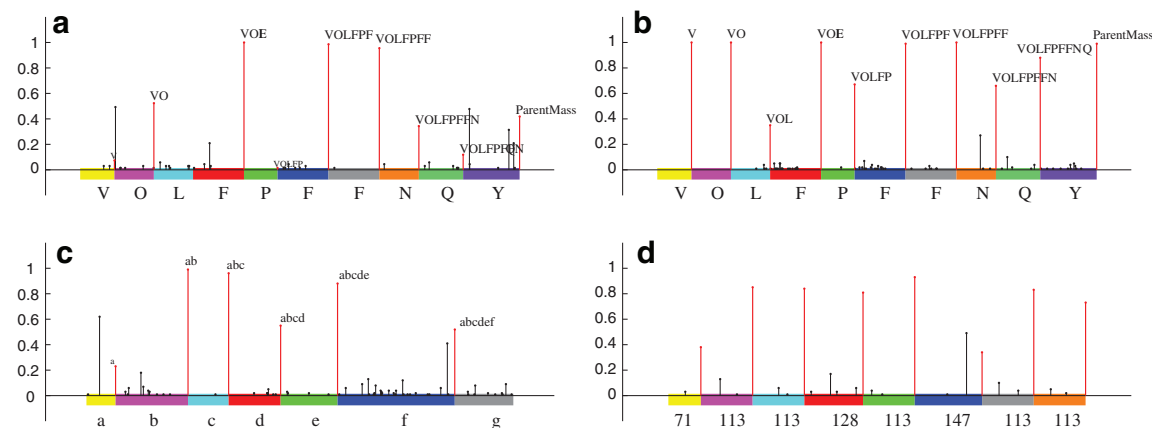 a
1
0.8
0.6
0.4
0.2
0
V
VO
VOE
VOLFP
VOLFPF
VOLFPFF
VOLFPFFN
ParentMass
V O L F P F F N Q Y
b
1
0.8
0.6
0.4
0.2
0
V
VO
VOL
VOE
VOLFP
VOLFPF
VOLFPFF
VOLFPFFN
VOLFPFFNQ
ParentMass
V O L F P F F N Q Y
c
1
0.8
0.6
0.4
0.2
0
a
ab
abc
abcd
abcde
abcdef
a b c d e f g
d
1
0.8
0.6
0.4
0.2
0
71 113 113 128 113 147 113 113